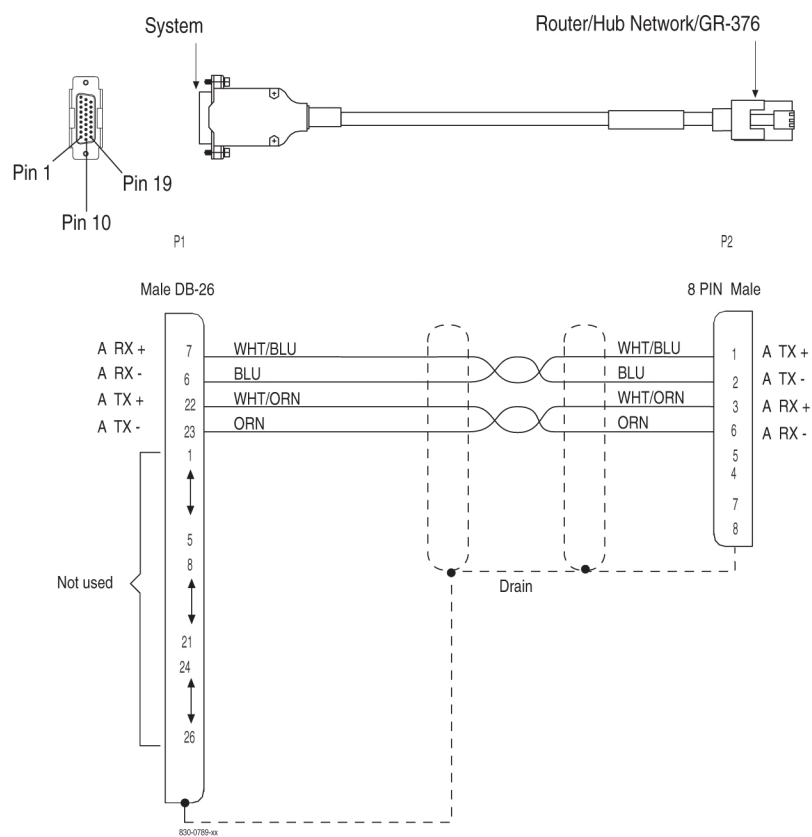 System
Router/Hub Network/GR-376
Pin 1
Pin 19
Pin 10
P1
P2
Male DB-26
8 PIN Male
A RX + 7 WHT/BLU WHT/BLU 1 A TX +
A RX - 6 BLU BLU 2 A TX -
A TX + 22 WHT/ORN WHT/ORN 3 A RX +
A TX - 23 ORN ORN 6 A RX -
1 5
4
7
5 8
8
Not used
Drain
21
24
26
830-0789-xx